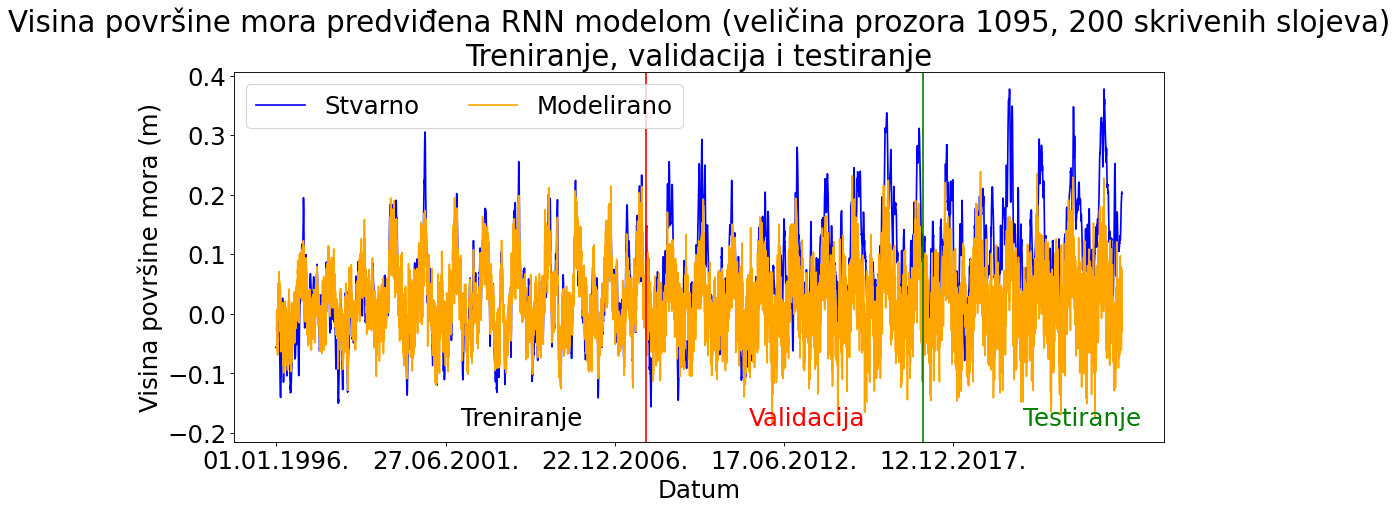 Visina površine mora predviđena RNN modelom (veličina prozora 1095, 200 skrivenih slojeva)
Treniranje, validacija i testiranje
Stvarno
Modelirano
Visina površine mora (m)
0.4
0.3
0.2
0.1
0.0
−0.1
−0.2
Treniranje
Validacija
Testiranje
01.01.1996.
27.06.2001.
22.12.2006.
17.06.2012.
12.12.2017.
Datum